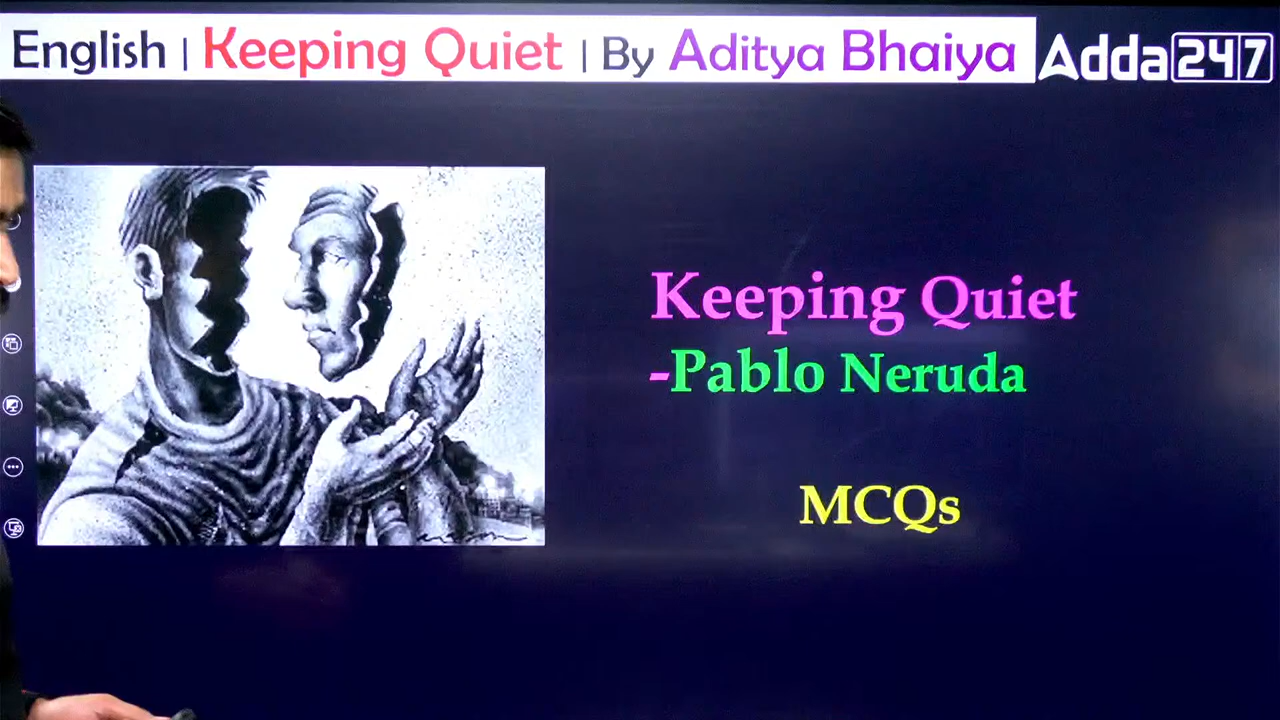 English | Keeping Quiet | By Aditya Bhaiya
Adda247
Keeping Quiet
-Pablo Neruda
MCQs